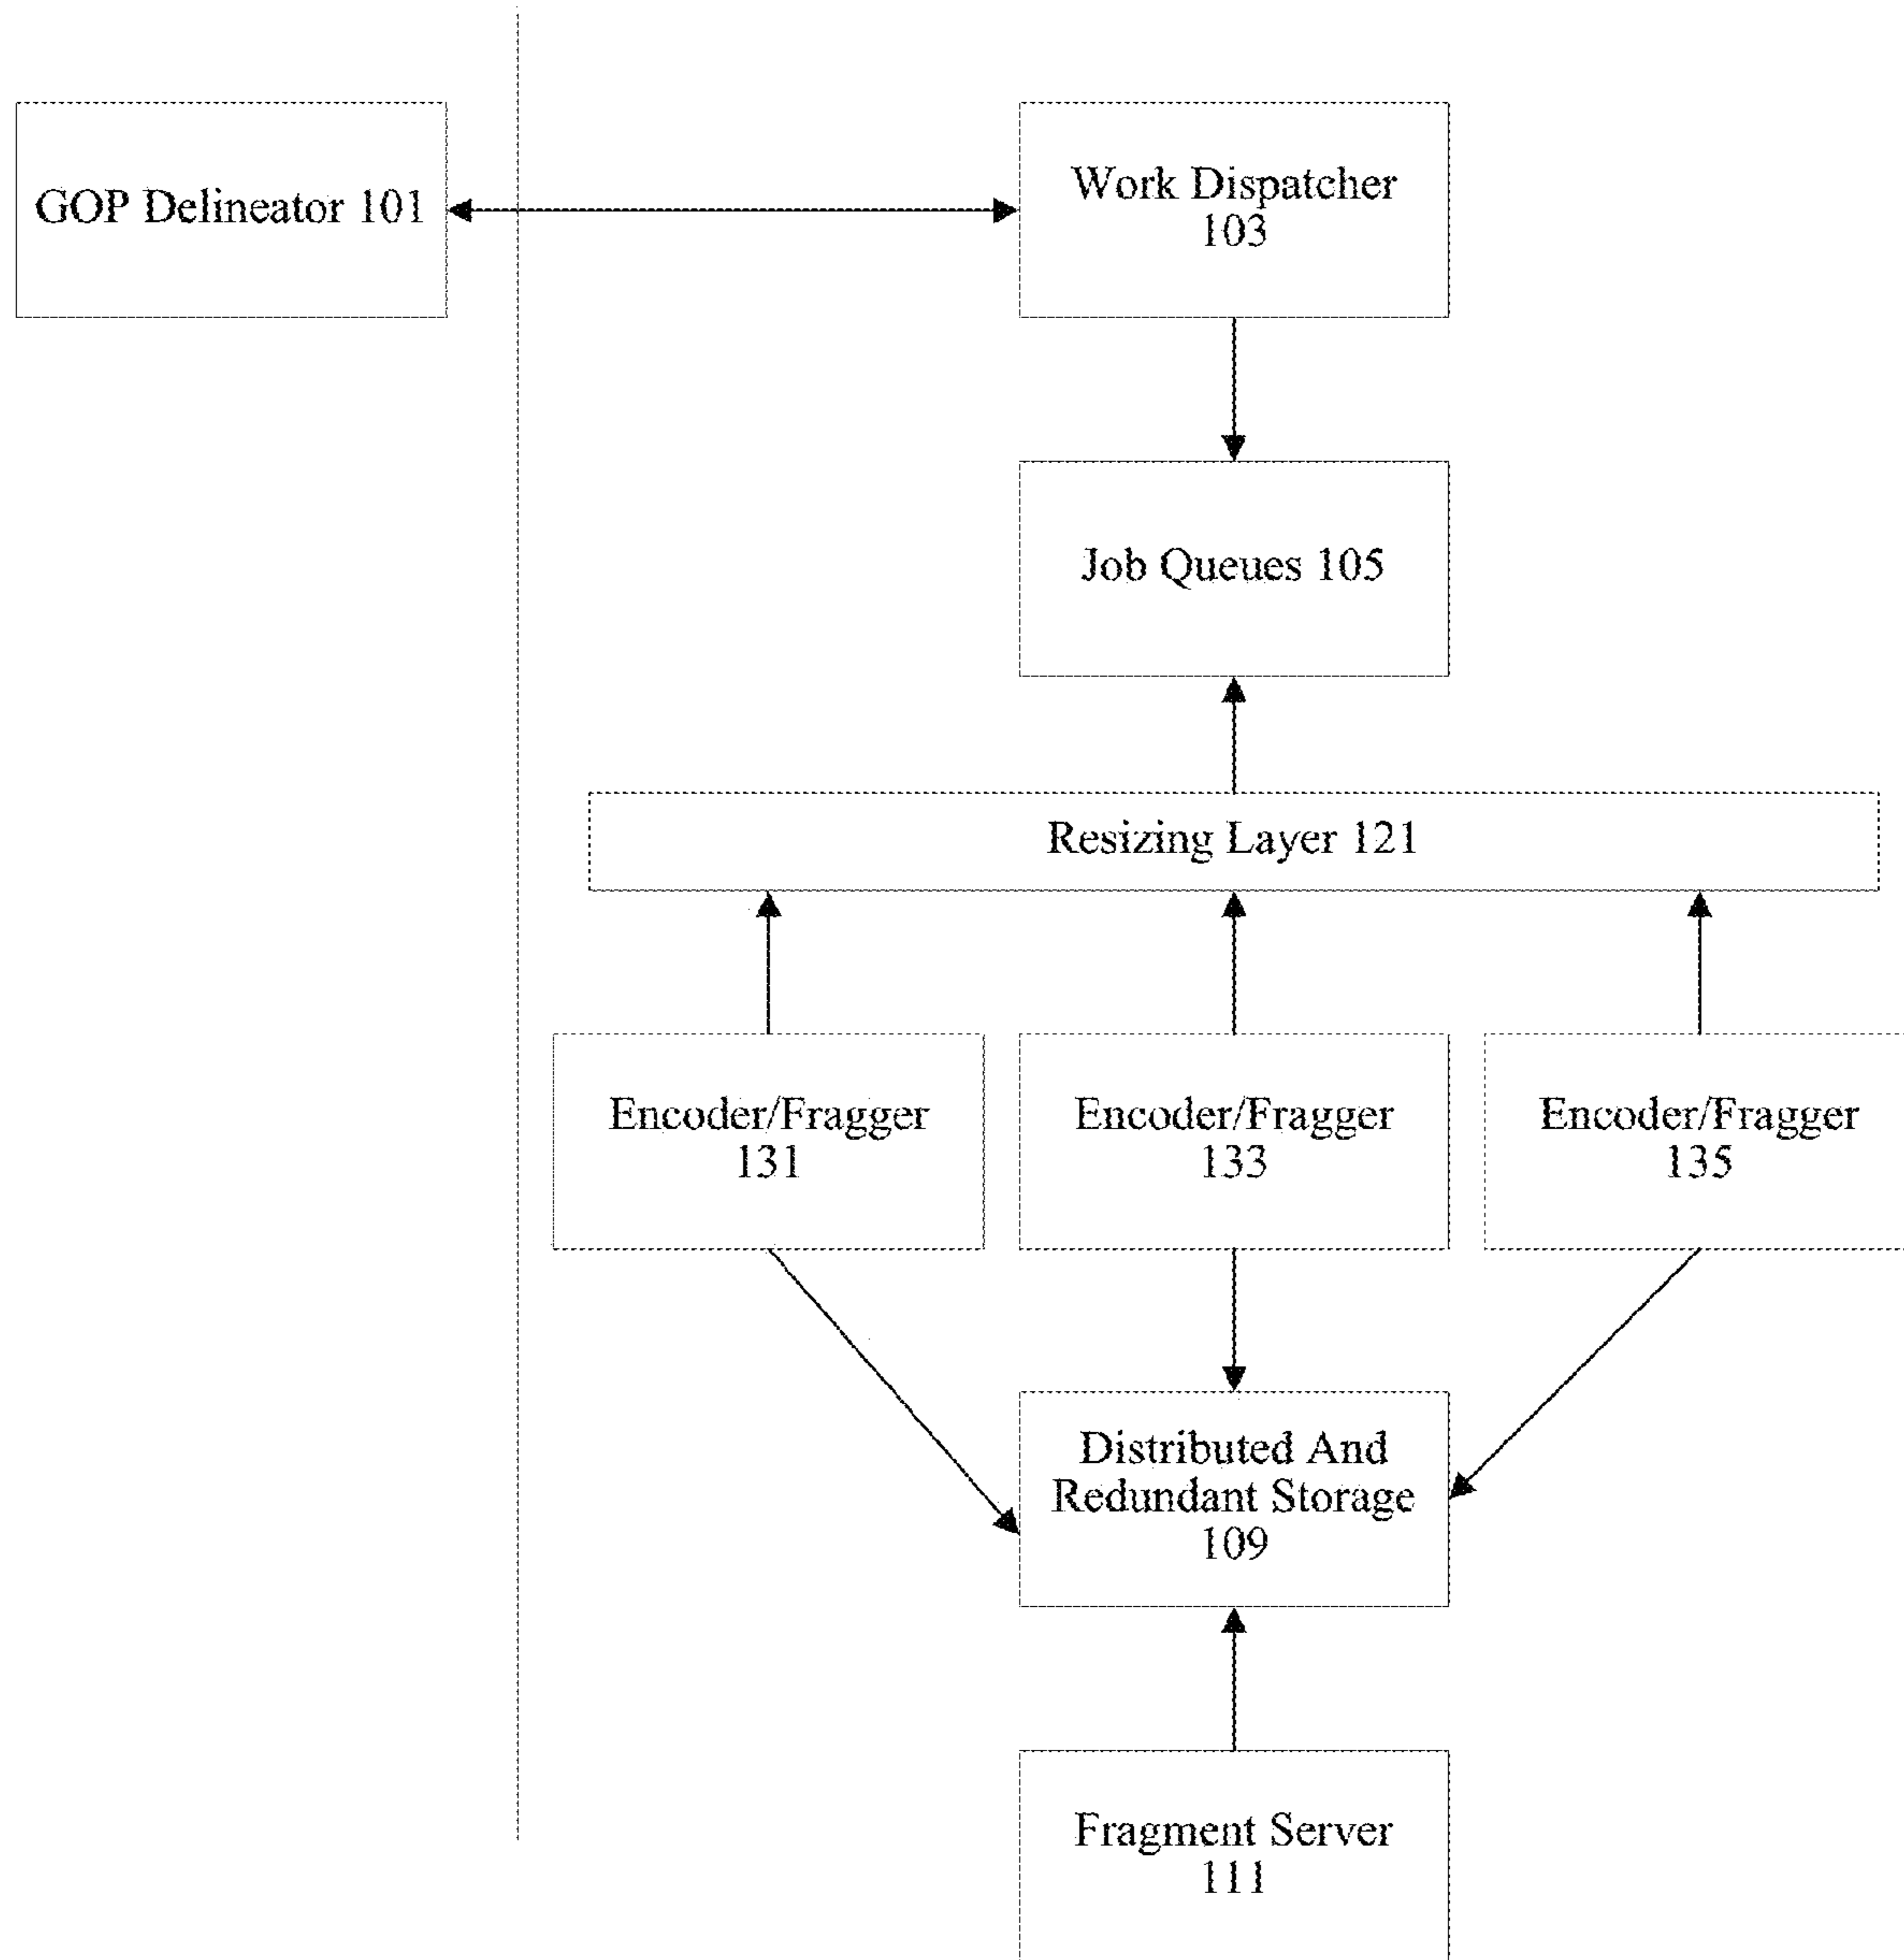 GOP Delineator 101
Work Dispatcher
103
Job Queues 105
Resizing Layer 121
Encoder/Fragger
131
Encoder/Fragger
133
Encoder/Fragger
135
Distributed And
Redundant Storage
109
Fragment Server
111